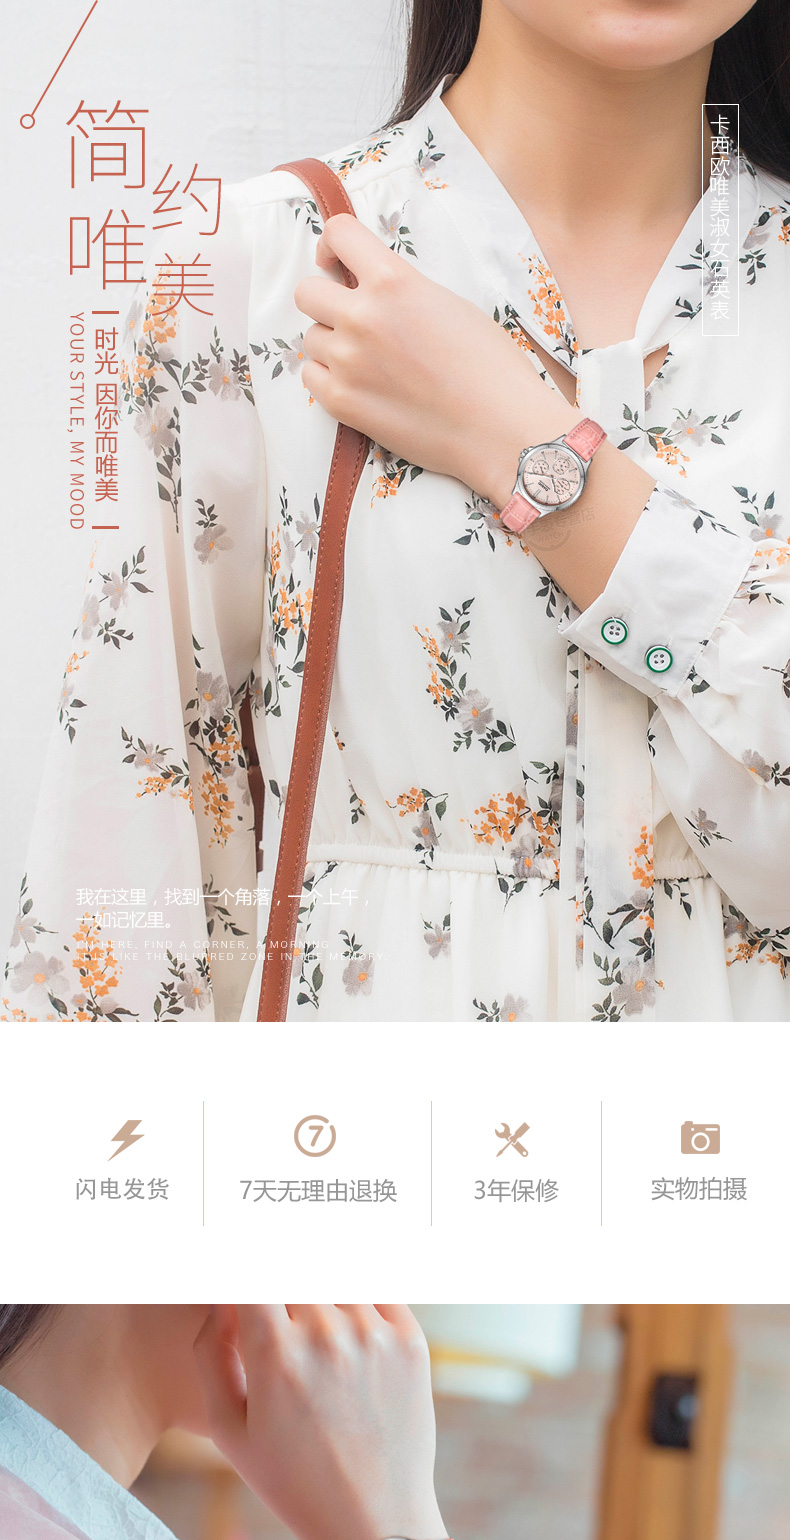 简约
唯美
时光 因你而唯美
YOUR STYLE, MY MOOD
卡西欧唯美淑女石英表
我在这里，找到一个角落，一个上午，
一如记忆里。
I'M HERE, FIND A CORNER, A MORNING
IT IS LIKE THE BLURRED ZONE IN THE MEMORY.
7
闪电发货
7天无理由退换
3年保修
实物拍摄